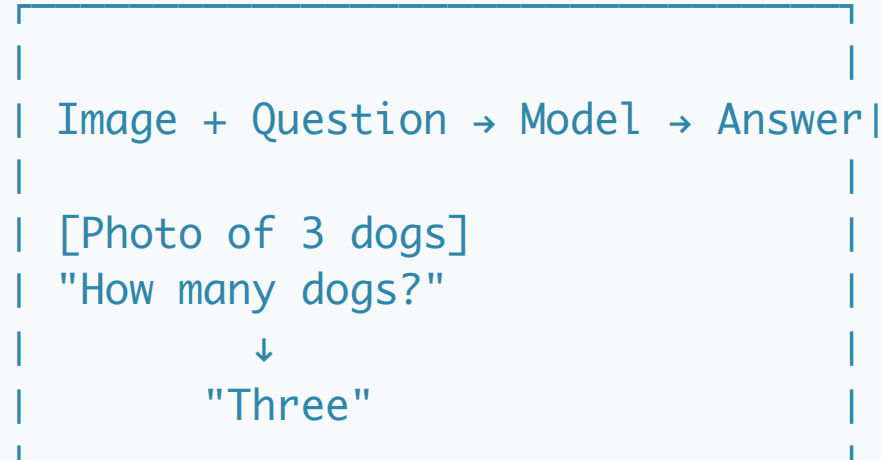 Image + Question → Model → Answer
[Photo of 3 dogs]
"How many dogs?"
↓
"Three"